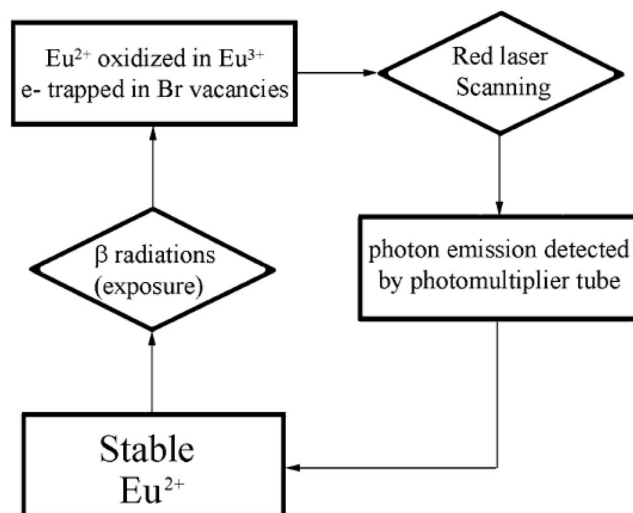 Eu²⁺ oxidized in Eu³⁺
e- trapped in Br vacancies
Red laser
Scanning
β radiations
(exposure)
photon emission detected
by photomultiplier tube
Stable
Eu²⁺